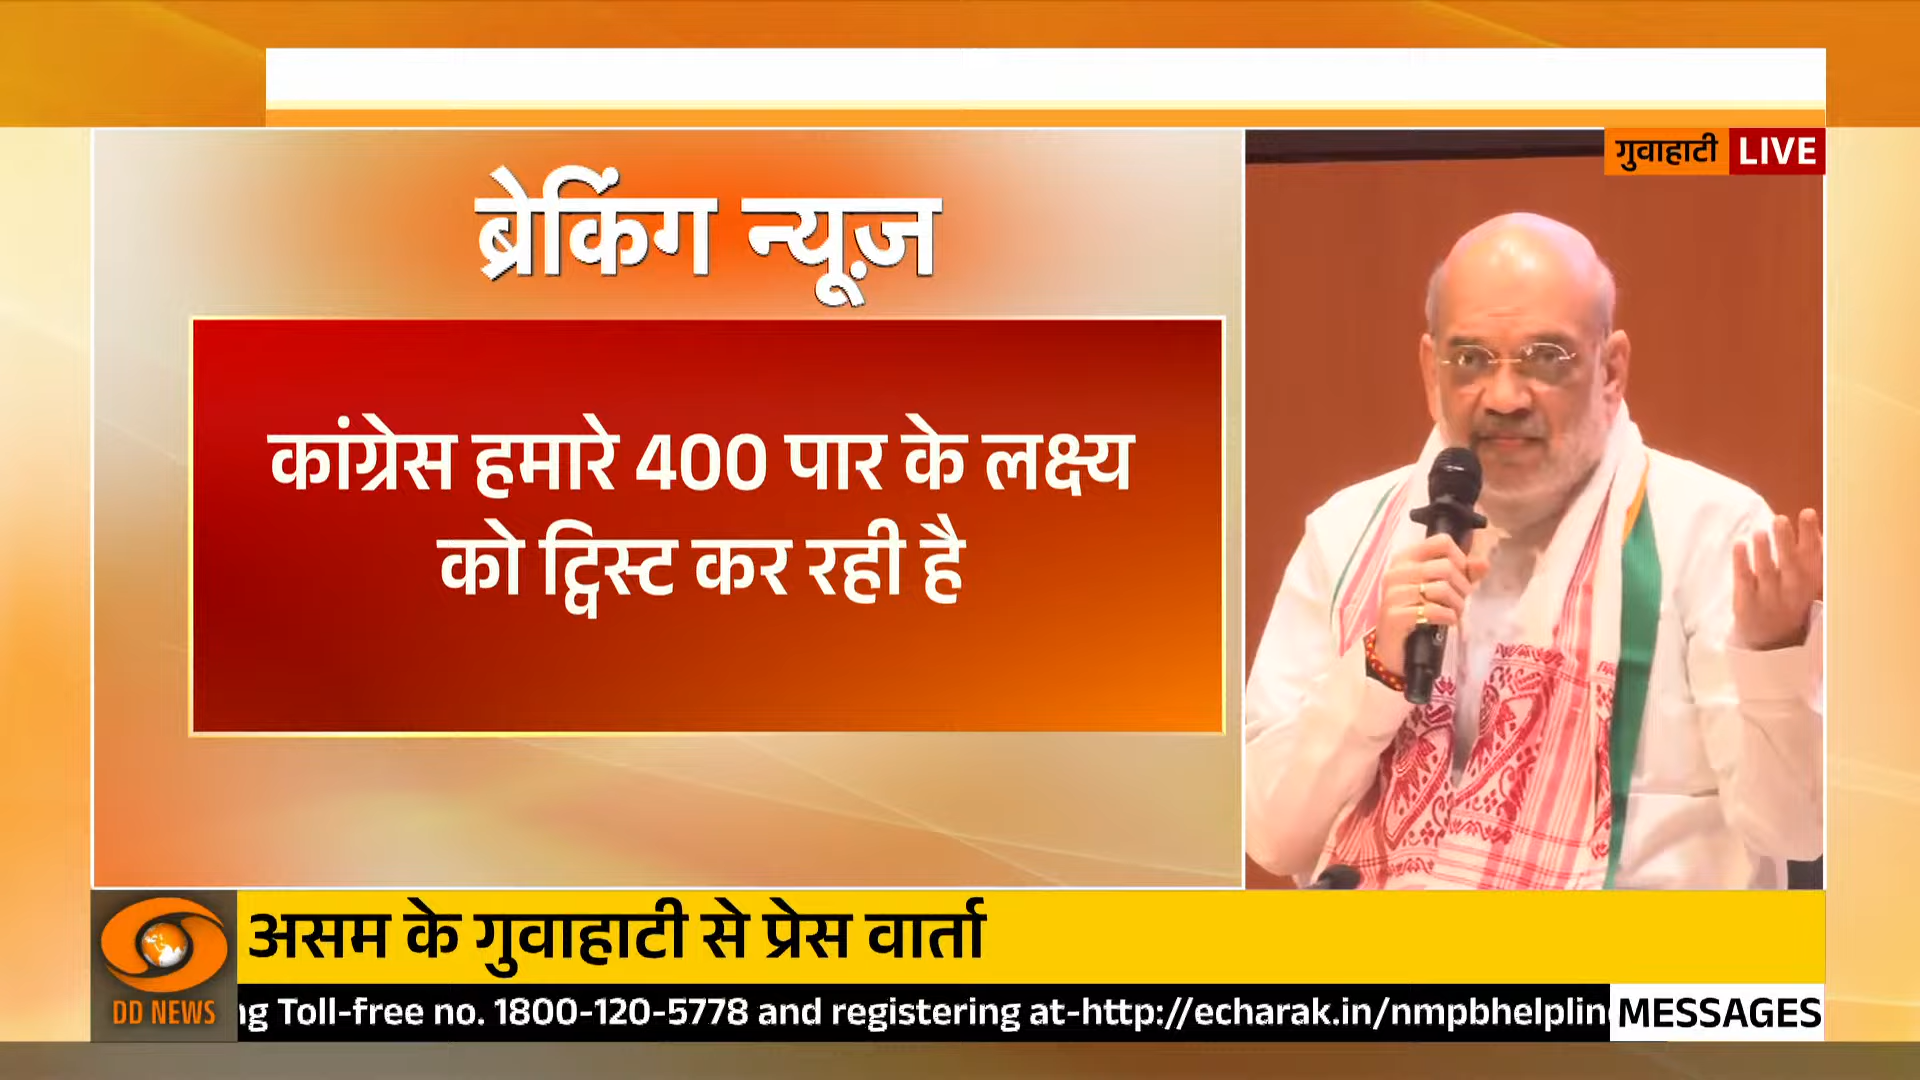 गुवाहाटी LIVE
ब्रेकिंग न्यूज़
कांग्रेस हमारे 400 पार के लक्ष्य
को ट्विस्ट कर रही है
असम के गुवाहाटी से प्रेस वार्ता
DD NEWS
Toll-free no. 1800-120-5778 and registering at-http://echarak.in/nmpbhelplin
MESSAGES